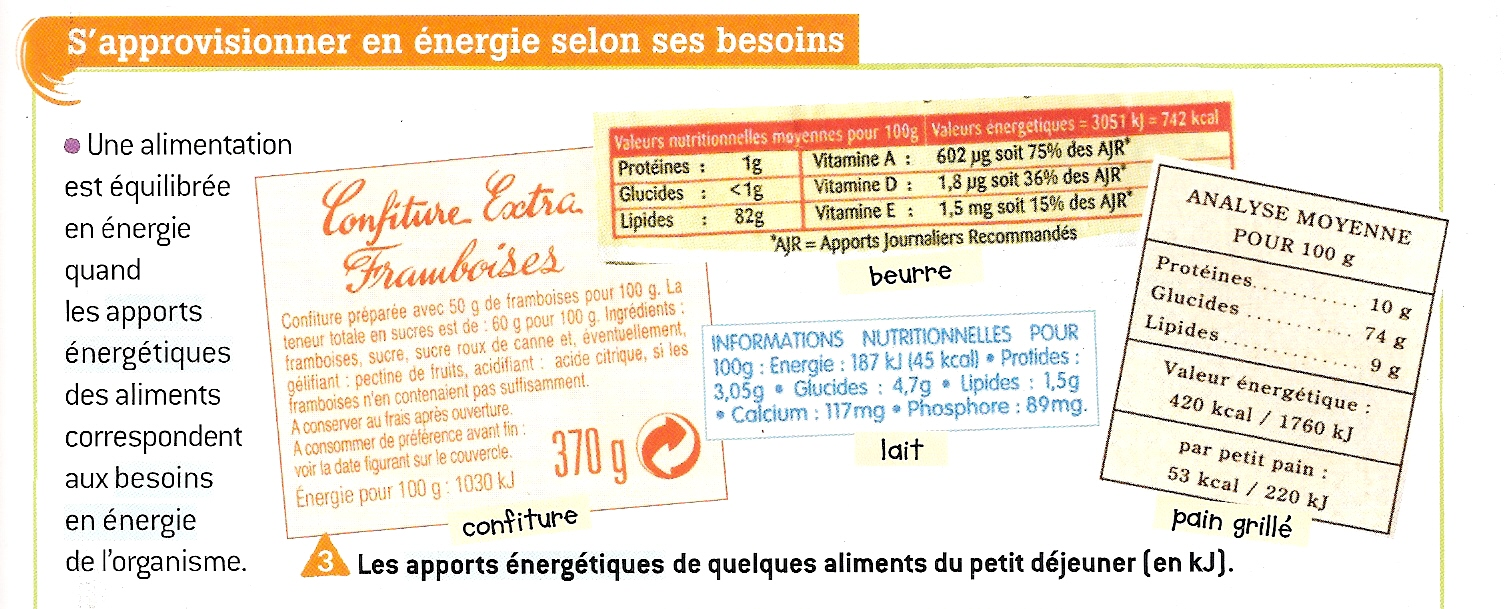 S'approvisionner en énergie selon ses besoins
● Une alimentation
est équilibrée
en énergie
quand
les apports
énergétiques
des aliments
correspondent
aux besoins
en énergie
de l'organisme.
Confiture Extra
Framboises
Confiture préparée avec 50 g de framboises pour 100 g. La
teneur totale en sucres est de : 60 g pour 100 g. Ingrédients :
framboises, sucre, sucre roux de canne et, éventuellement,
gélifiant : pectine de fruits, acidifiant : acide citrique, si les
framboises n'en contenaient pas suffisamment.
A conserver au frais après ouverture.
A consommer de préférence avant fin :
voir la date figurant sur le couvercle.
Énergie pour 100 g : 1030 kJ
370 g
confiture
Valeurs nutritionnelles moyennes pour 100g Valeurs énergetiques = 3051 kJ = 742 kcal
Protéines : 1g Vitamine A : 602 µg soit 75% des AJR*
Glucides : <1g Vitamine D : 1,8 µg soit 36% des AJR*
Lipides : 82g Vitamine E : 1,5 mg soit 15% des AJR*
*AJR = Apports Journaliers Recommandés
beurre
INFORMATIONS NUTRITIONNELLES POUR
100g : Energie : 187 kJ (45 kcal) • Protides :
3,05g • Glucides : 4,7g • Lipides : 1,5g
• Calcium : 117mg • Phosphore : 89mg.
lait
ANALYSE MOYENNE
POUR 100 g
Protéines........... 10 g
Glucides ............ 74 g
Lipides............... 9 g
Valeur énergétique :
420 kcal / 1760 kJ
par petit pain :
53 kcal / 220 kJ
pain grillé
3 Les apports énergétiques de quelques aliments du petit déjeuner (en kJ).